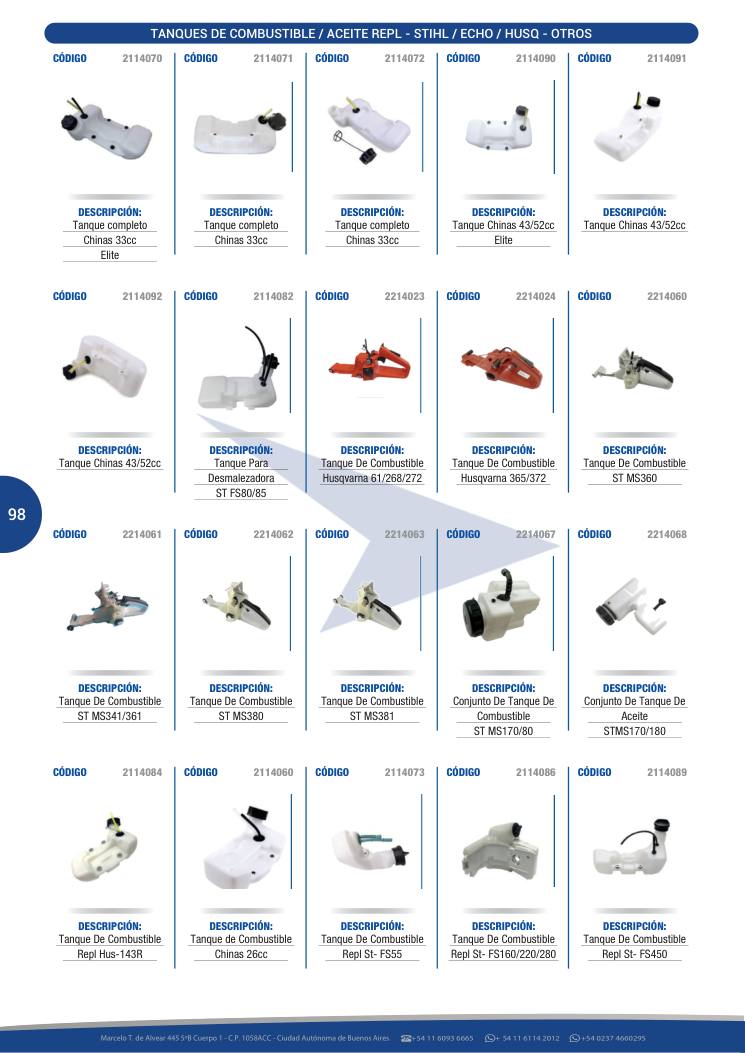 TANQUES DE COMBUSTIBLE / ACEITE REPL - STIHL / ECHO / HUSQ - OTROS
CÓDIGO 2114070
DESCRIPCIÓN:
Tanque completo
Chinas 33cc
Elite
CÓDIGO 2114071
DESCRIPCIÓN:
Tanque completo
Chinas 33cc
CÓDIGO 2114072
DESCRIPCIÓN:
Tanque completo
Chinas 33cc
CÓDIGO 2114090
DESCRIPCIÓN:
Tanque Chinas 43/52cc
Elite
CÓDIGO 2114091
DESCRIPCIÓN:
Tanque Chinas 43/52cc
CÓDIGO 2114092
DESCRIPCIÓN:
Tanque Chinas 43/52cc
CÓDIGO 2114082
DESCRIPCIÓN:
Tanque Para
Desmalezadora
ST FS80/85
CÓDIGO 2214023
DESCRIPCIÓN:
Tanque De Combustible
Husqvarna 61/268/272
CÓDIGO 2214024
DESCRIPCIÓN:
Tanque De Combustible
Husqvarna 365/372
CÓDIGO 2214060
DESCRIPCIÓN:
Tanque De Combustible
ST MS360
98
CÓDIGO 2214061
DESCRIPCIÓN:
Tanque De Combustible
ST MS341/361
CÓDIGO 2214062
DESCRIPCIÓN:
Tanque De Combustible
ST MS380
CÓDIGO 2214063
DESCRIPCIÓN:
Tanque De Combustible
ST MS381
CÓDIGO 2214067
DESCRIPCIÓN:
Conjunto De Tanque De
Combustible
ST MS170/80
CÓDIGO 2214068
DESCRIPCIÓN:
Conjunto De Tanque De
Aceite
STMS170/180
CÓDIGO 2114084
DESCRIPCIÓN:
Tanque De Combustible
Repl Hus-143R
CÓDIGO 2114060
DESCRIPCIÓN:
Tanque de Combustible
Chinas 26cc
CÓDIGO 2114073
DESCRIPCIÓN:
Tanque De Combustible
Repl St- FS55
CÓDIGO 2114086
DESCRIPCIÓN:
Tanque De Combustible
Repl St- FS160/220/280
CÓDIGO 2114089
DESCRIPCIÓN:
Tanque De Combustible
Repl St- FS450
Marcelo T. de Alvear 445 5ºB Cuerpo 1 - C.P. 1058ACC - Ciudad Autónoma de Buenos Aires. +54 11 6093 6665 + 54 11 6114 2012 +54 0237 4660295